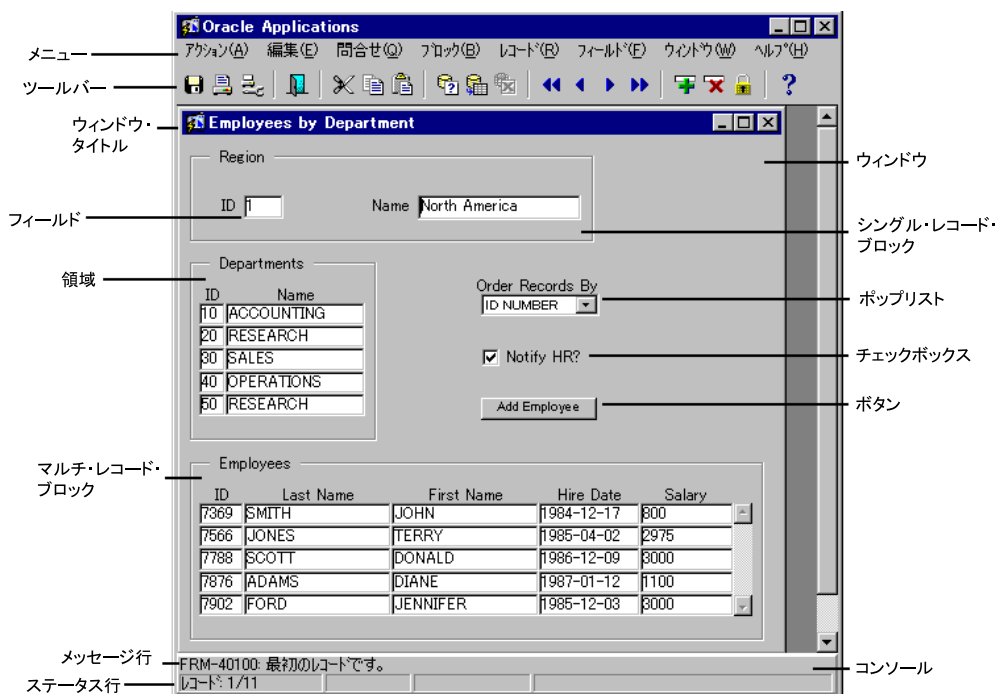 Oracle Applications
メニュー
アクション(A) 編集(E) 問合せ(Q) ブロック(B) レコード(R) フィールド(F) ウィンドウ(W) ヘルプ(H)
ツールバー
ウィンドウ・
タイトル
Employees by Department
ウィンドウ
Region
フィールド
ID 1 Name North America
シングル・レコード・
ブロック
領域
Departments
ID Name
10 ACCOUNTING
20 RESEARCH
30 SALES
40 OPERATIONS
50 RESEARCH
Order Records By
ID NUMBER
ポップリスト
Notify HR?
チェックボックス
Add Employee
ボタン
マルチ・レコード・
ブロック
Employees
ID Last Name First Name Hire Date Salary
7369 SMITH JOHN 1984-12-17 800
7566 JONES TERRY 1985-04-02 2975
7788 SCOTT DONALD 1986-12-09 3000
7876 ADAMS DIANE 1987-01-12 1100
7902 FORD JENNIFER 1985-12-03 3000
メッセージ行
FRM-40100: 最初のレコードです。
コンソール
ステータス行
レコード: 1/11